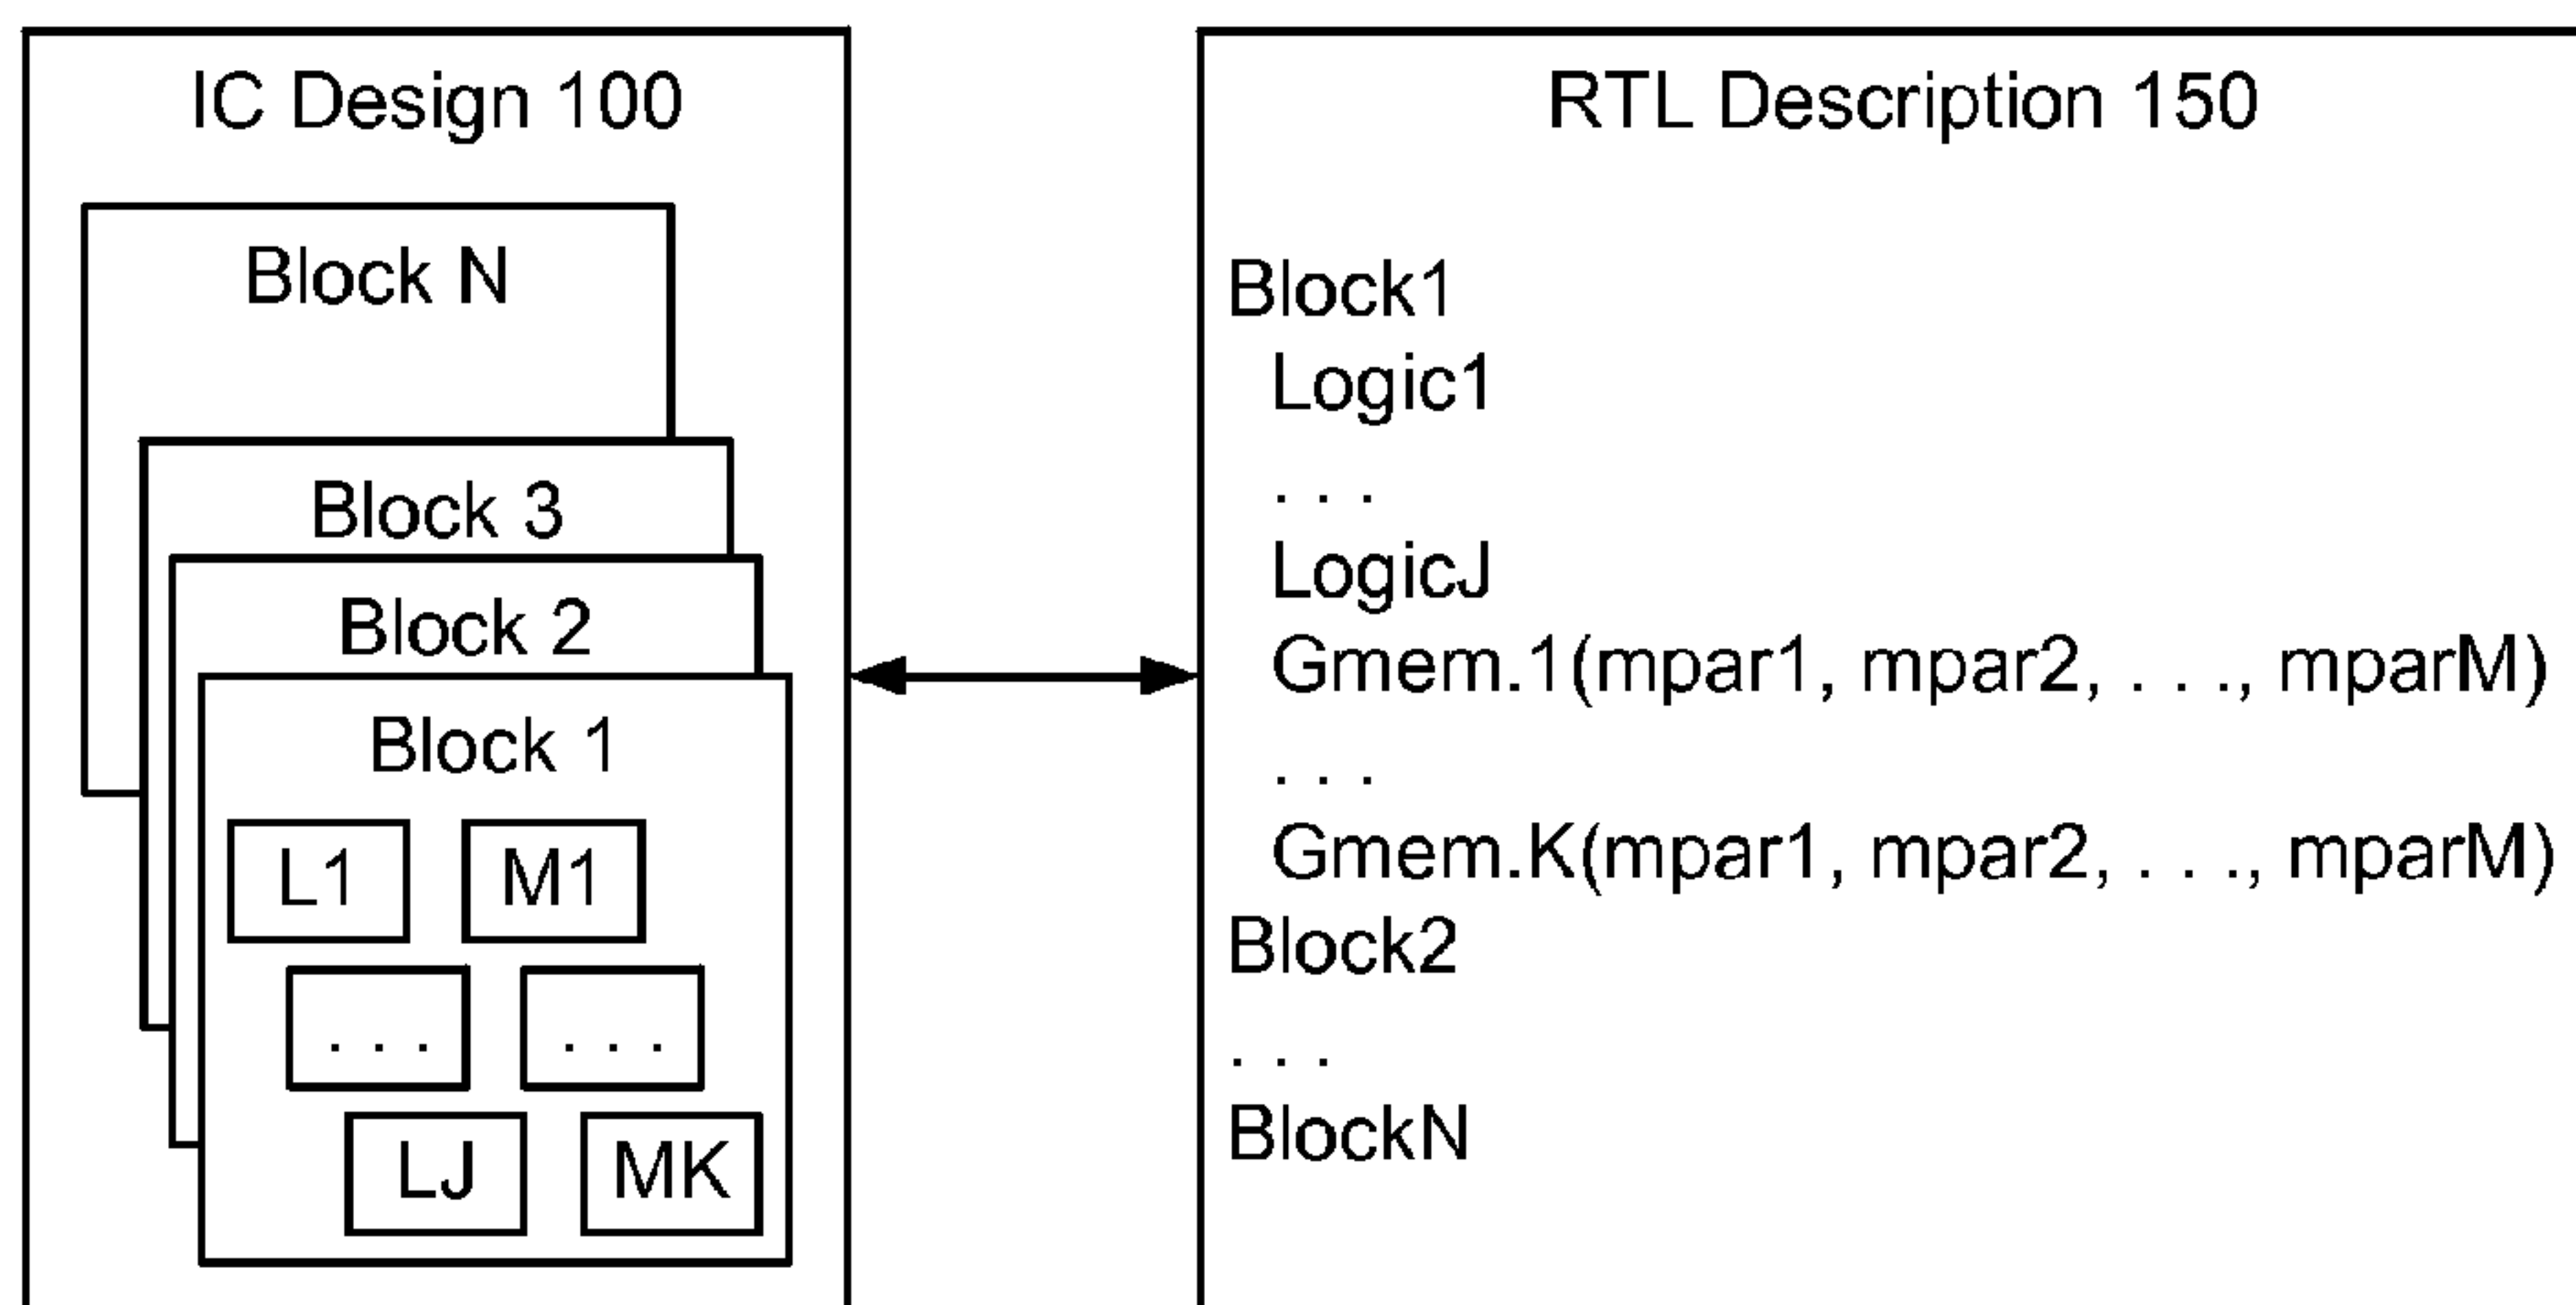 IC Design 100
Block N
Block 3
Block 2
Block 1
L1 M1
. . . . . .
LJ MK
RTL Description 150
Block1
Logic1
. . .
LogicJ
Gmem.1(mpar1, mpar2, . . ., mparM)
. . .
Gmem.K(mpar1, mpar2, . . ., mparM)
Block2
. . .
BlockN